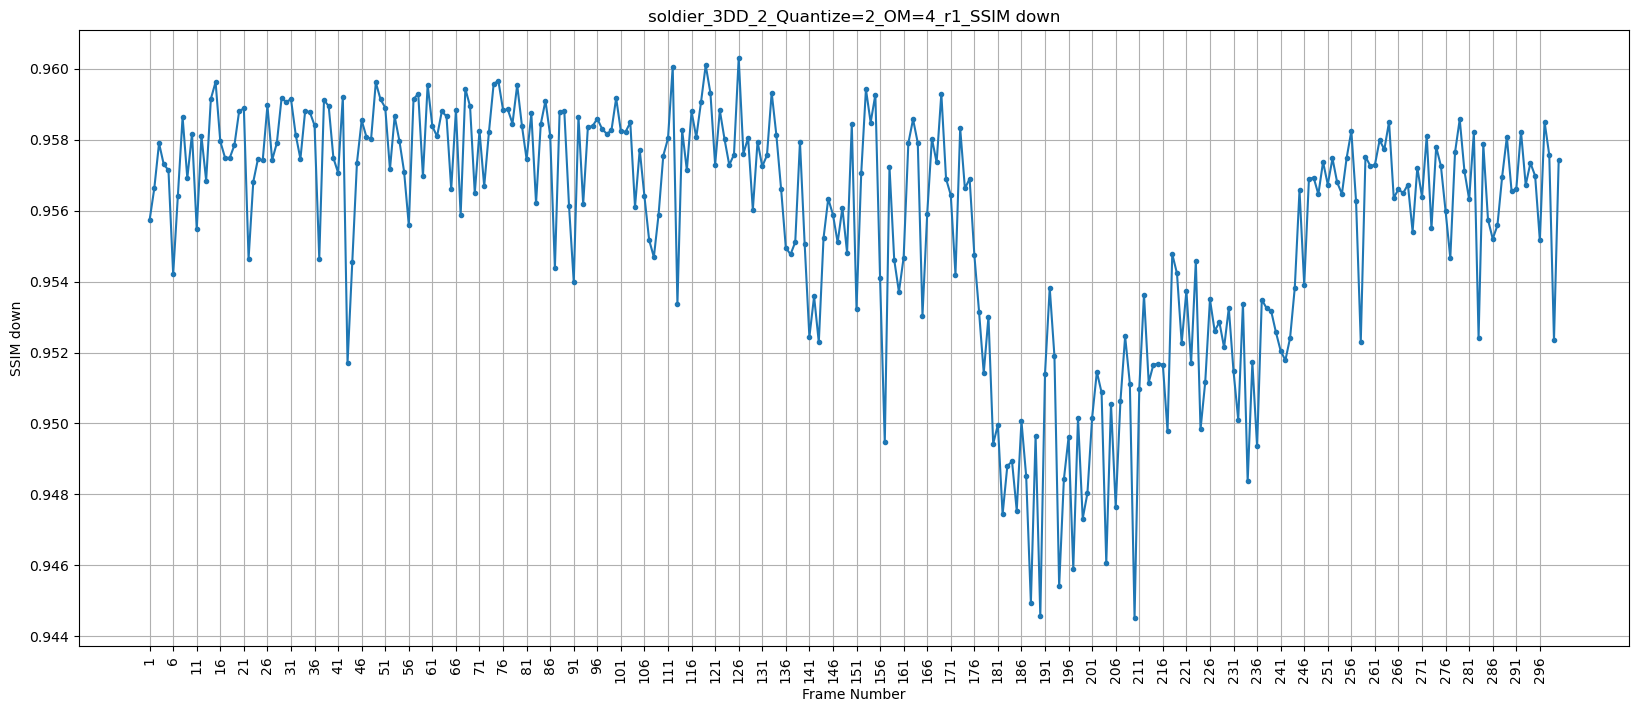 soldier_3DD_2_Quantize=2_OM=4_r1_SSIM down
0.960
0.958
0.956
0.954
0.952
0.950
0.948
0.946
0.944
SSIM down
1 6 11 16 21 26 31 36 41 46 51 56 61 66 71 76 81 86 91 96 101 106 111 116 121 126 131 136 141 146 151 156 161 166 171 176 181 186 191 196 201 206 211 216 221 226 231 236 241 246 251 256 261 266 271 276 281 286 291 296
Frame Number